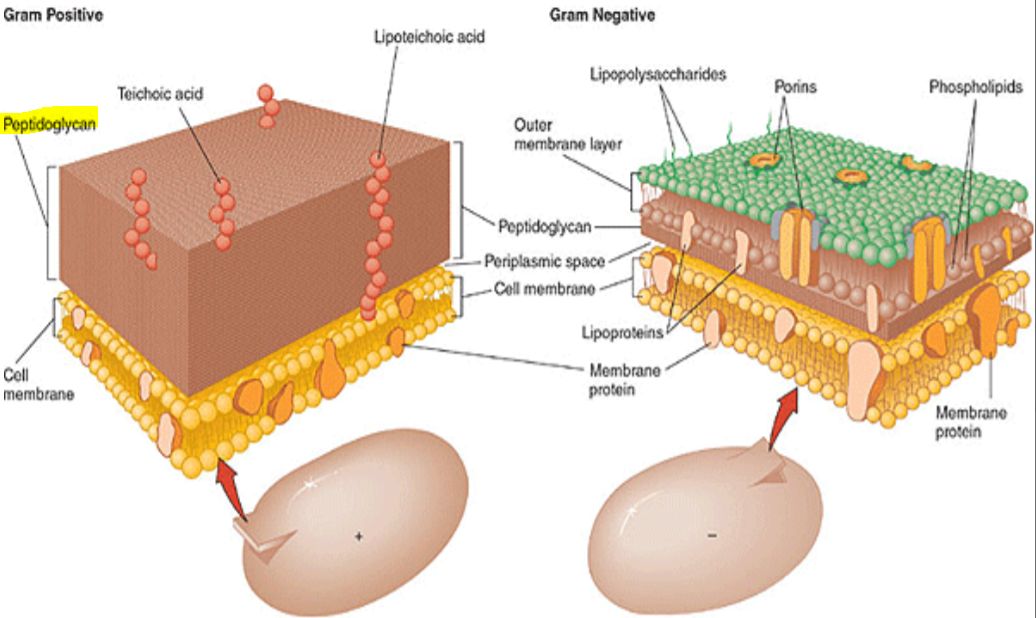 Gram Positive
Gram Negative
Lipoteichoic acid
Teichoic acid
Peptidoglycan
Lipopolysaccharides
Porins
Phospholipids
Outer
membrane layer
Peptidoglycan
Periplasmic space
Cell membrane
Lipoproteins
Membrane
protein
Cell
membrane
Membrane
protein
+
−